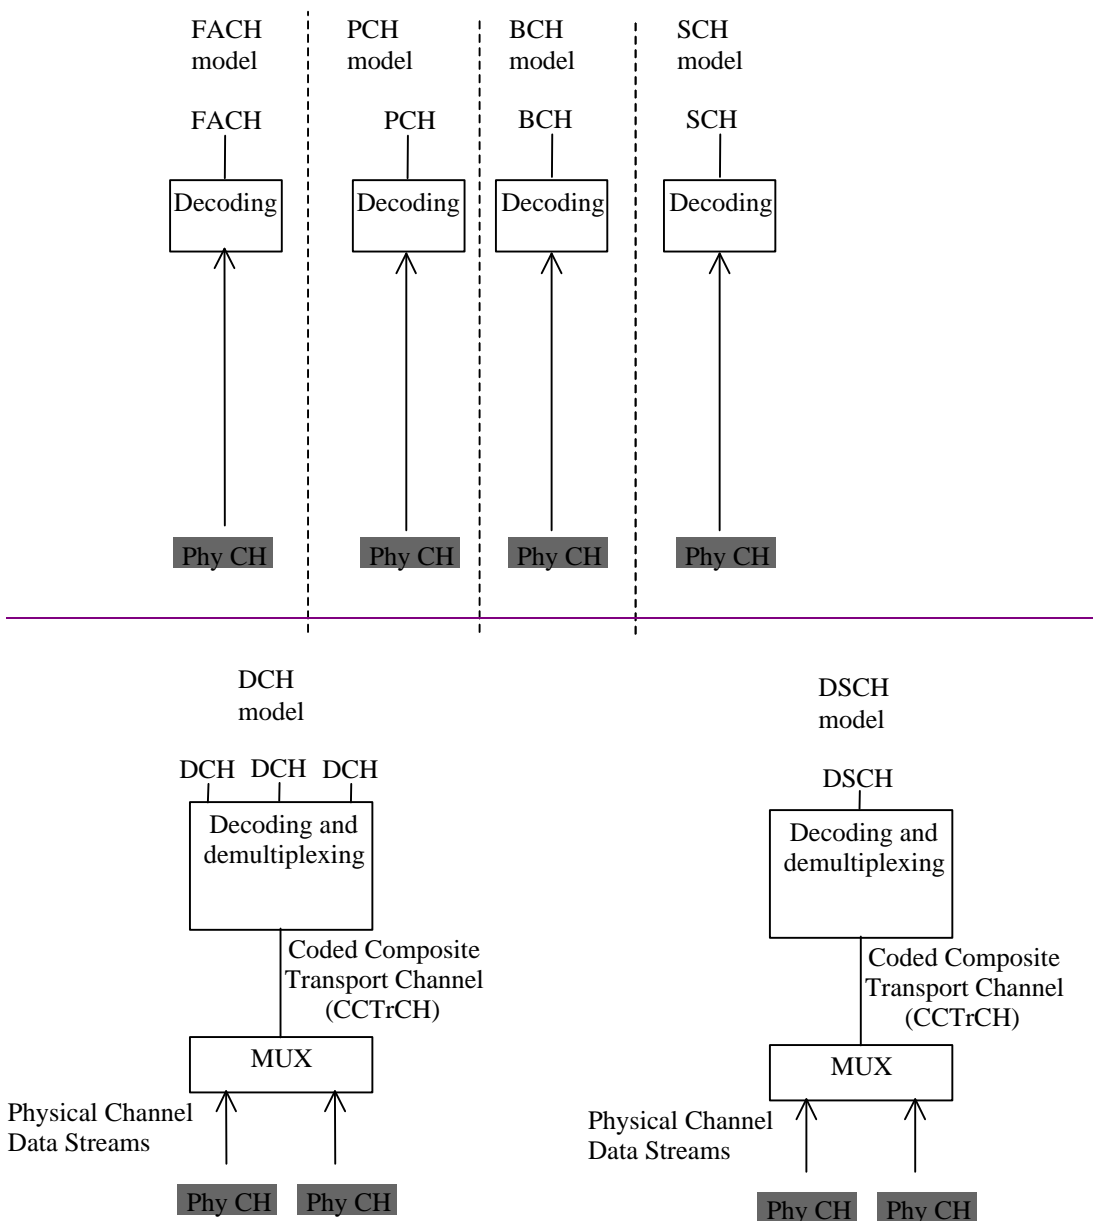 FACH
model
PCH
model
BCH
model
SCH
model
FACH
PCH
BCH
SCH
Decoding
Decoding
Decoding
Decoding
Phy CH
Phy CH
Phy CH
Phy CH
DCH
model
DCH
DCH
DCH
Decoding and
demultiplexing
Coded Composite
Transport Channel
(CCTrCH)
MUX
Physical Channel
Data Streams
Phy CH
Phy CH
DSCH
model
DSCH
Decoding and
demultiplexing
Coded Composite
Transport Channel
(CCTrCH)
MUX
Physical Channel
Data Streams
Phy CH
Phy CH